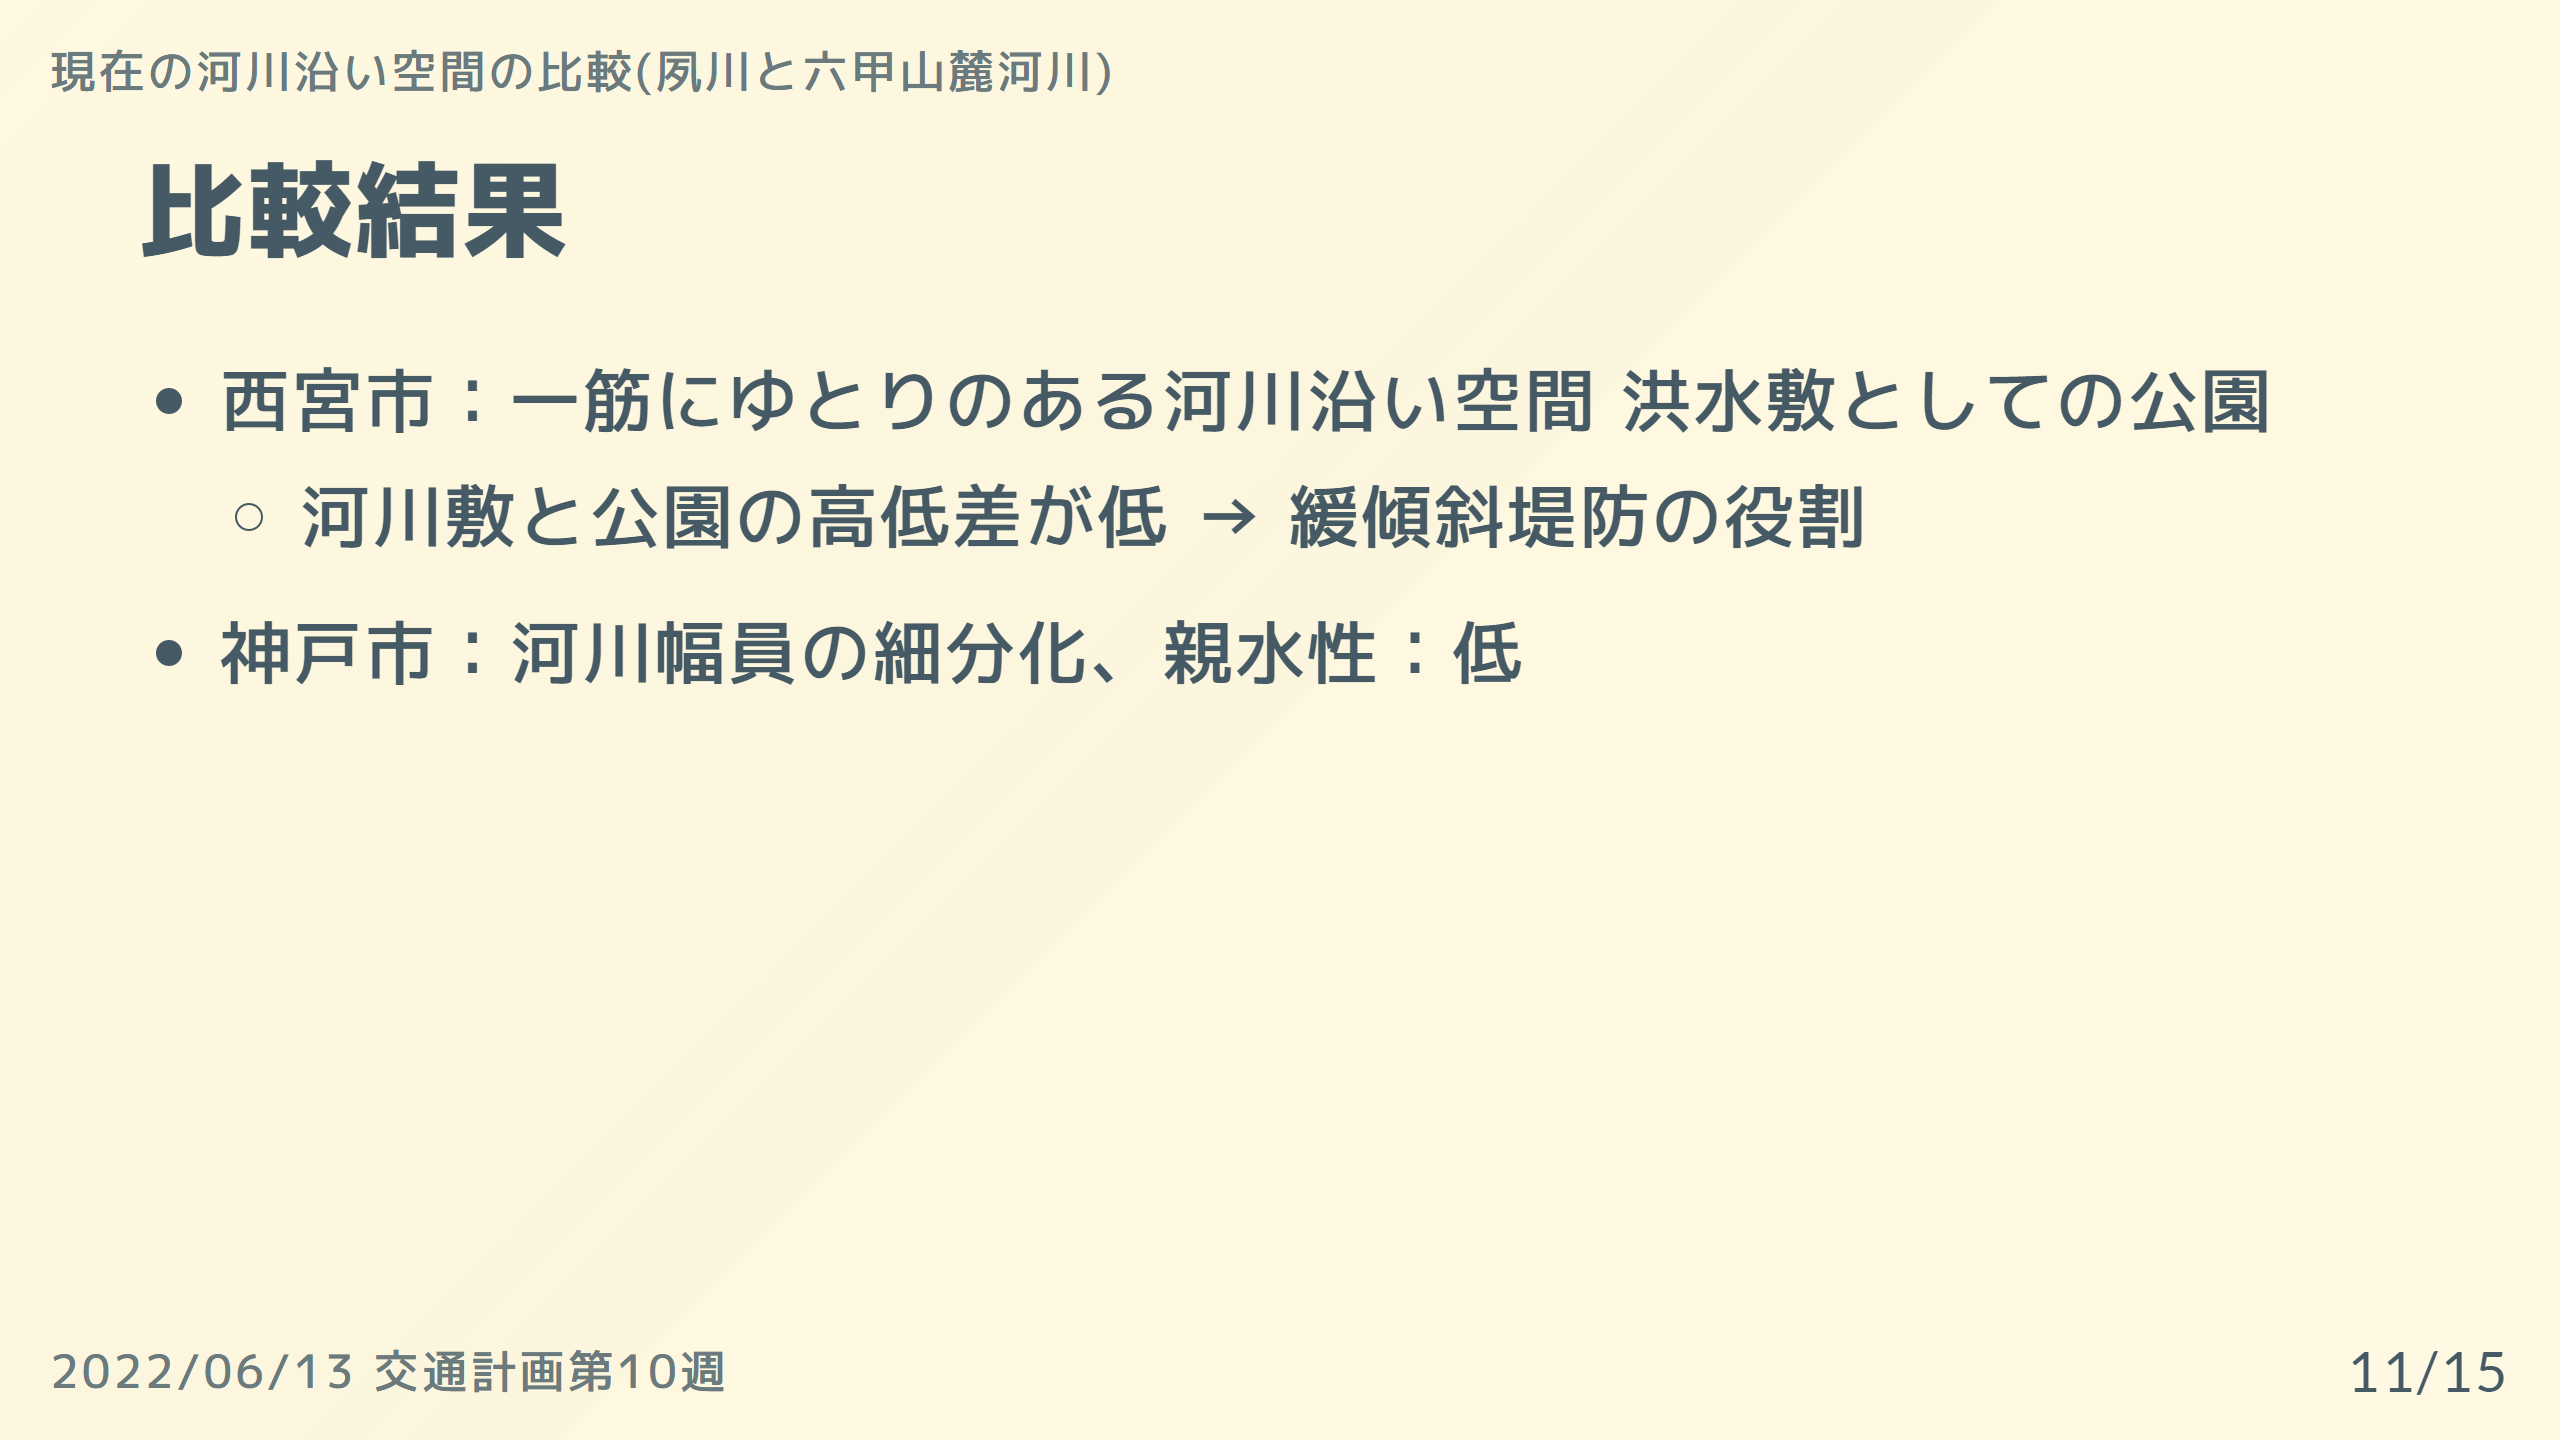 現在の河川沿い空間の比較(夙川と六甲山麓河川)
比較結果
• 西宮市：一筋にゆとりのある河川沿い空間 洪水敷としての公園
◦ 河川敷と公園の高低差が低 → 緩傾斜堤防の役割
• 神戸市：河川幅員の細分化、親水性：低
2022/06/13 交通計画第10週
11/15